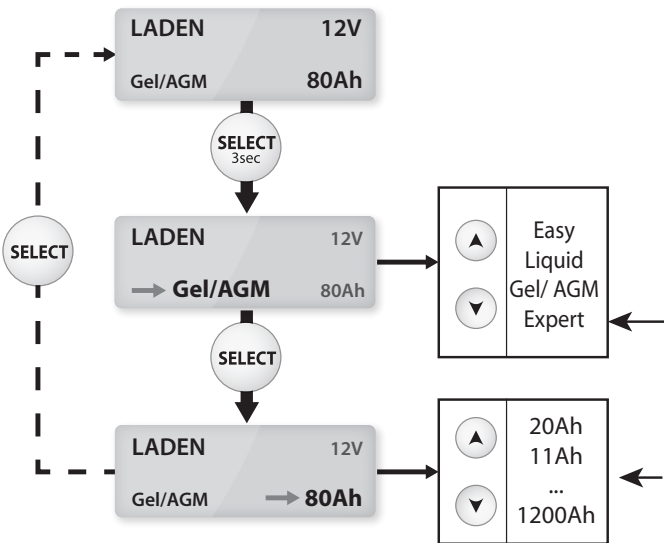 LADEN 12V
Gel/AGM 80Ah
SELECT
3sec
SELECT
LADEN 12V
Gel/AGM 80Ah
Easy
Liquid
Gel/ AGM
Expert
SELECT
LADEN 12V
Gel/AGM 80Ah
20Ah
11Ah
...
1200Ah